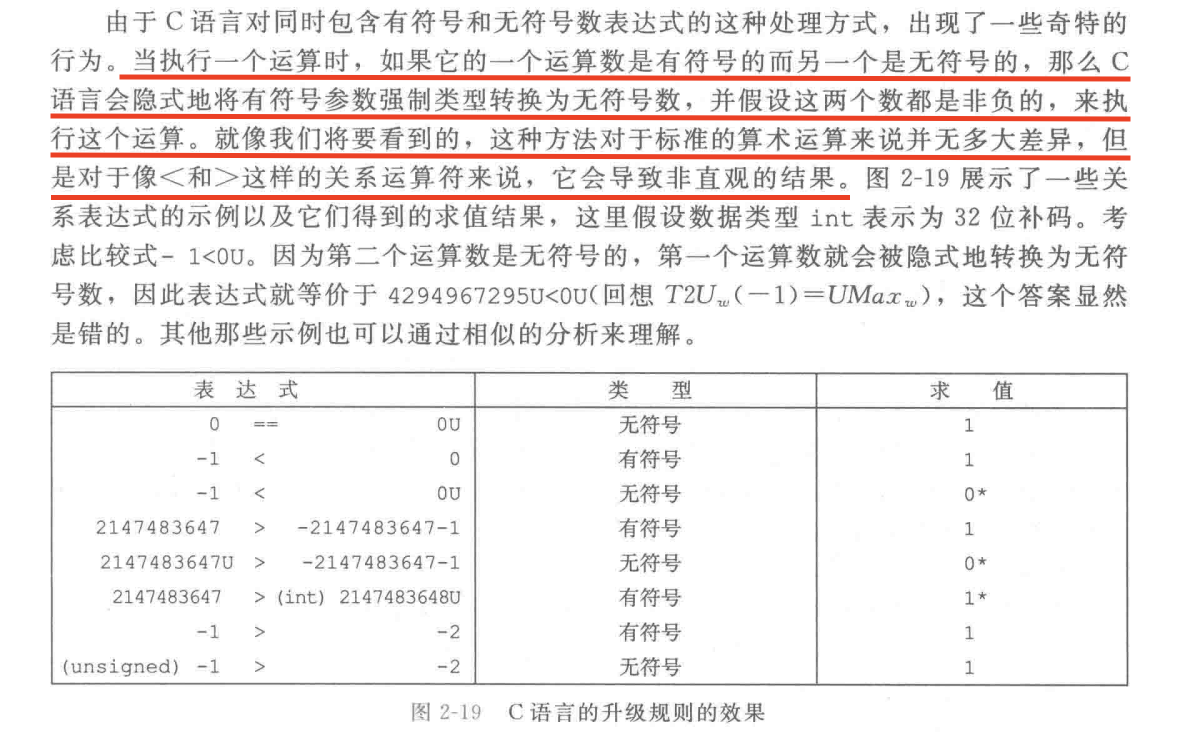 由于 C 语言对同时包含有符号和无符号数表达式的这种处理方式，出现了一些奇特的
行为。当执行一个运算时，如果它的一个运算数是有符号的而另一个是无符号的，那么 C
语言会隐式地将有符号参数强制类型转换为无符号数，并假设这两个数都是非负的，来执
行这个运算。就像我们将要看到的，这种方法对于标准的算术运算来说并无多大差异，但
是对于像<和>这样的关系运算符来说，它会导致非直观的结果。图 2-19 展示了一些关
系表达式的示例以及它们得到的求值结果，这里假设数据类型 int 表示为 32 位补码。考
虑比较式- 1<0U。因为第二个运算数是无符号的，第一个运算数就会被隐式地转换为无符
号数，因此表达式就等价于 4294967295U<0U(回想 T2Uw(-1)=UMaxw)，这个答案显然
是错的。其他那些示例也可以通过相似的分析来理解。
表 达 式 类 型 求 值
0 == 0U 无符号 1
-1 < 0 有符号 1
-1 < 0U 无符号 0*
2147483647 > -2147483647-1 有符号 1
2147483647U > -2147483647-1 无符号 0*
2147483647 > (int) 2147483648U 有符号 1*
-1 > -2 有符号 1
(unsigned) -1 > -2 无符号 1
图 2-19 C 语言的升级规则的效果